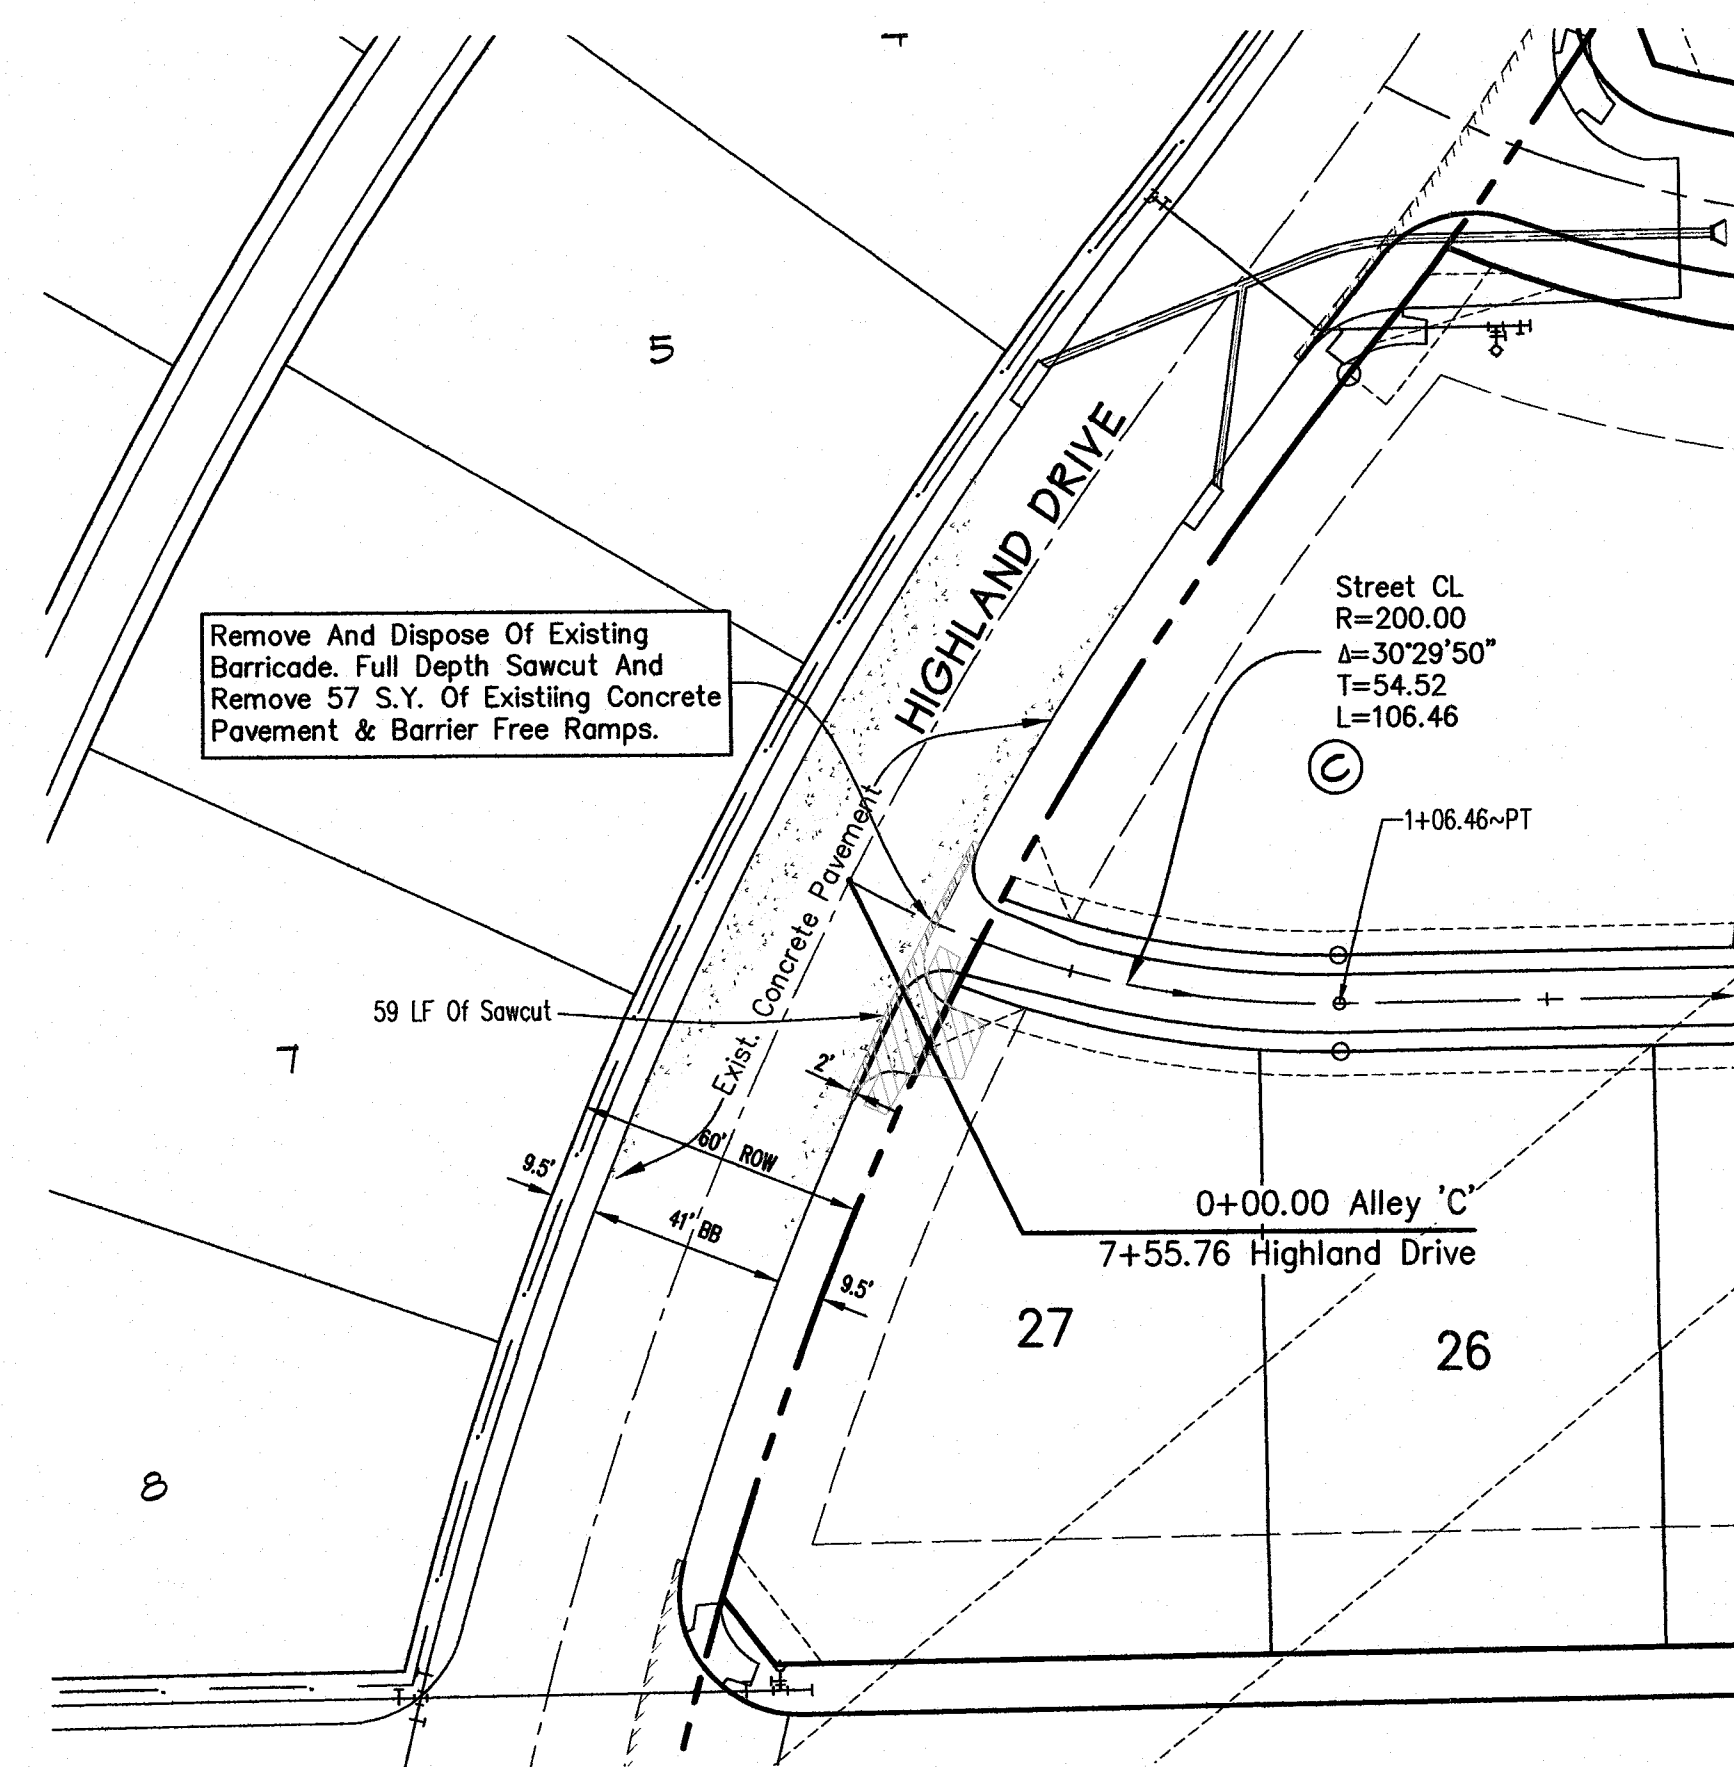 5
HIGHLAND DRIVE
Remove And Dispose Of Existing
Barricade. Full Depth Sawcut And
Remove 57 S.Y. Of Existiing Concrete
Pavement & Barrier Free Ramps.
Street CL
R=200.00
Δ=30°29'50"
T=54.52
L=106.46
C
1+06.46~PT
Exist. Concrete Pavement
59 LF Of Sawcut
7
2'
60' ROW
9.5'
41' BB
9.5'
0+00.00 Alley 'C'
7+55.76 Highland Drive
27
26
8